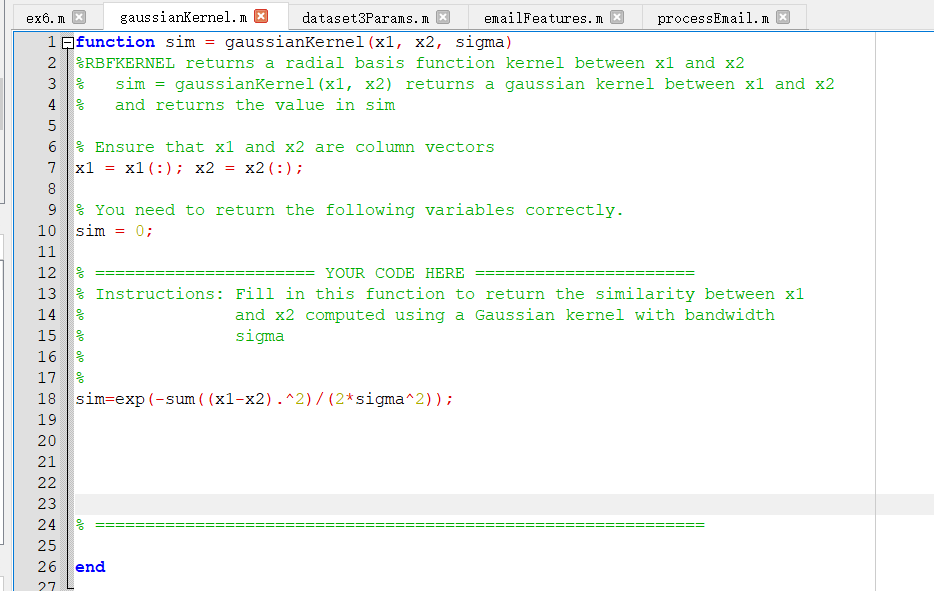 ex6.m gaussianKernel.m dataset3Params.m emailFeatures.m processEmail.m
1 function sim = gaussianKernel(x1, x2, sigma)
2 %RBFKERNEL returns a radial basis function kernel between x1 and x2
3 %   sim = gaussianKernel(x1, x2) returns a gaussian kernel between x1 and x2
4 %   and returns the value in sim
5
6 % Ensure that x1 and x2 are column vectors
7 x1 = x1(:); x2 = x2(:);
8
9 % You need to return the following variables correctly.
10 sim = 0;
11
12 % ====================== YOUR CODE HERE ======================
13 % Instructions: Fill in this function to return the similarity between x1
14 %               and x2 computed using a Gaussian kernel with bandwidth
15 %               sigma
16 %
17 %
18 sim=exp(-sum((x1-x2).^2)/(2*sigma^2));
19
20
21
22
23
24 % =============================================================
25
26 end
27